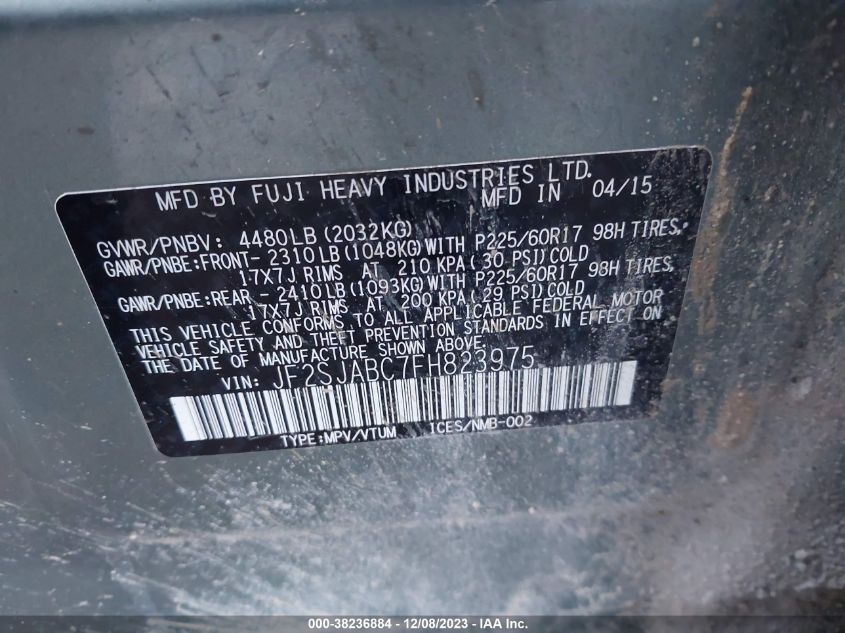 MFD BY FUJI HEAVY INDUSTRIES LTD.
MFD IN 04/15
GVWR/PNBV: 4480LB (2032KG)
GAWR/PNBE:FRONT- 2310LB (1048KG) WITH P225/60R17 98H TIRES,
17X7J RIMS AT 210 KPA (30 PSI) COLD
GAWR/PNBE:REAR - 2410LB (1093KG) WITH P225/60R17 98H TIRES,
17X7J RIMS AT 200 KPA (29 PSI) COLD
THIS VEHICLE CONFORMS TO ALL APPLICABLE FEDERAL MOTOR
VEHICLE SAFETY AND THEFT PREVENTION STANDARDS IN EFFECT ON
THE DATE OF MANUFACTURE SHOWN ABOVE.
VIN: JF2SJABC7FH823975
TYPE:MPV/VTUM ICES/NMB-002
000-38236884 - 12/08/2023 - IAA Inc.